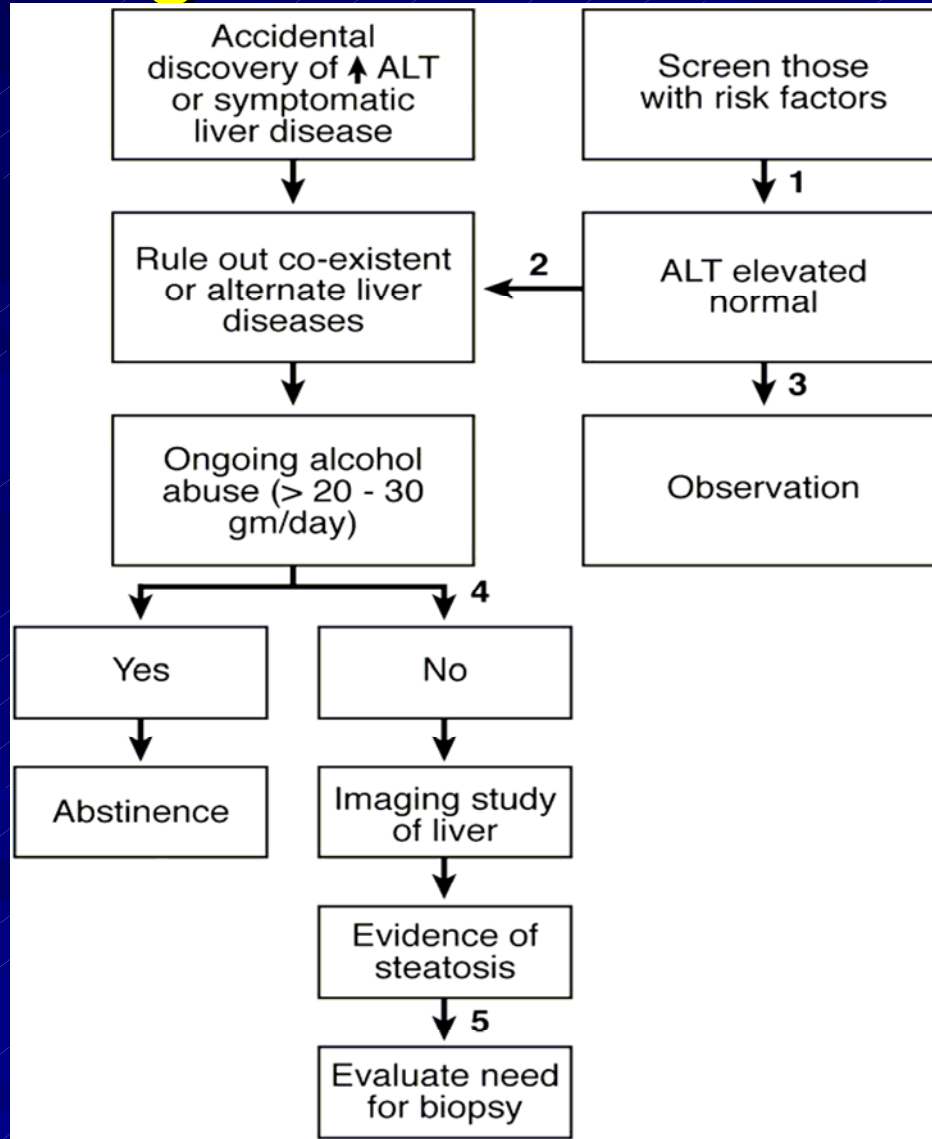 Accidental
discovery of ↑ ALT
or symptomatic
liver disease
Screen those
with risk factors
1
Rule out co-existent
or alternate liver
diseases
2
ALT elevated
normal
3
Ongoing alcohol
abuse (> 20 - 30
gm/day)
Observation
4
Yes
No
Abstinence
Imaging study
of liver
Evidence of
steatosis
5
Evaluate need
for biopsy